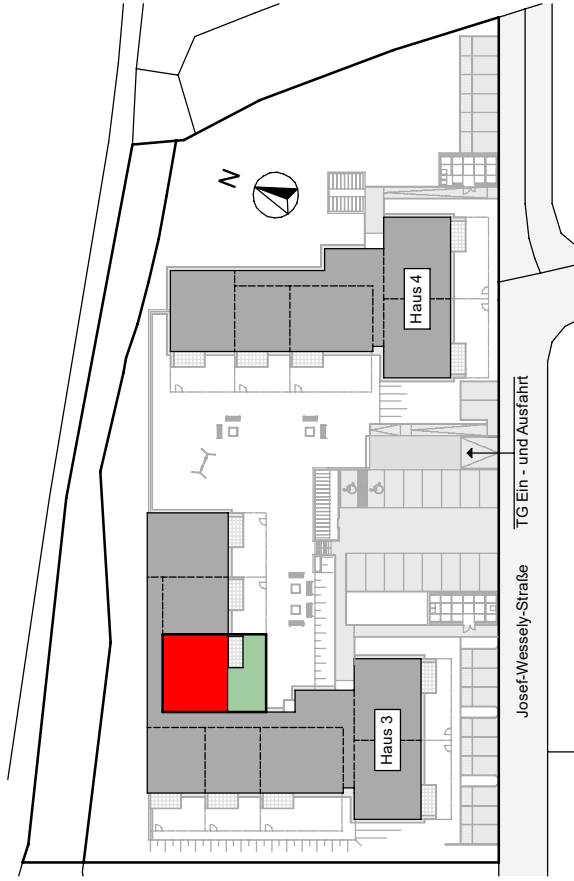 N
Haus 4
TG Ein - und Ausfahrt
Josef-Wessely-Straße
Haus 3